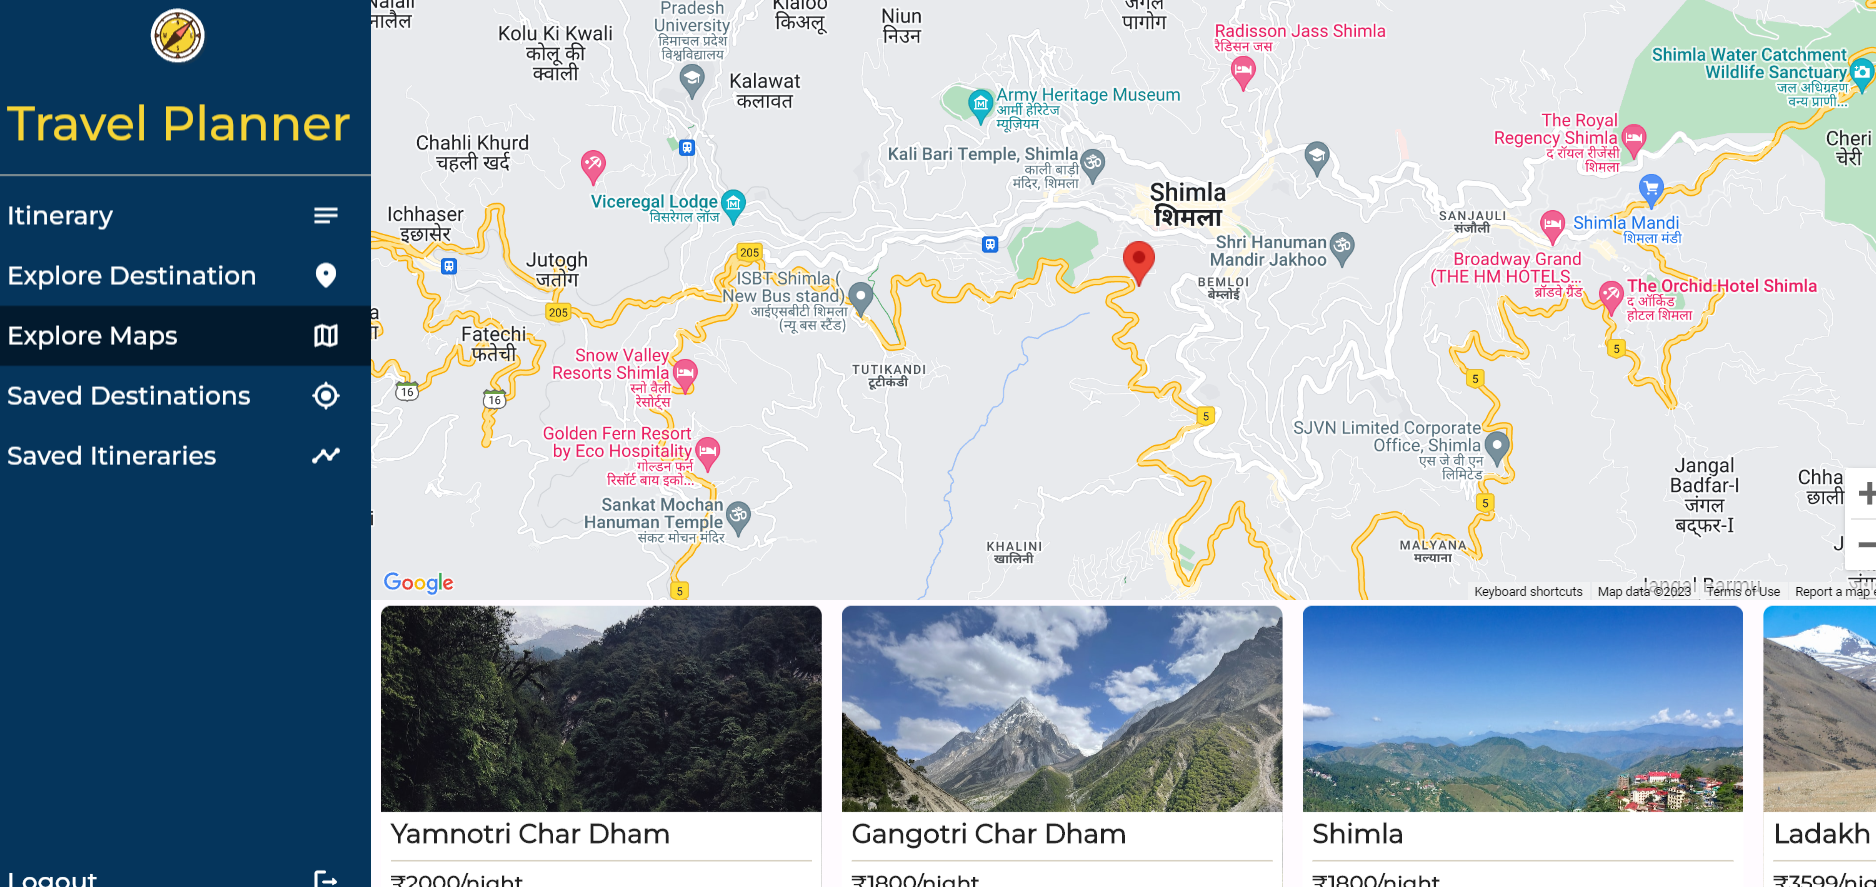 Travel Planner
Itinerary
Explore Destination
Explore Maps
Saved Destinations
Saved Itineraries
Logout
नालैल
Kolu Ki Kwali
कोलू की
क्वाली
Pradesh
University
हिमाचल प्रदेश
विश्वविद्यालय
किअलू
Niun
निउन
पागोग
Radisson Jass Shimla
रैडिसन जस
Shimla Water Catchment
Wildlife Sanctuary
जल अधिग्रहण
वन्य प्राणी...
Kalawat
कलावत
Army Heritage Museum
आर्मी हेरिटेज
म्यूज़ियम
The Royal
Regency Shimla
द रॉयल रीजेंसी
शिमला
Cheri
चेरी
Chahli Khurd
चहली खर्द
Kali Bari Temple, Shimla
काली बाड़ी
मंदिर, शिमला
Shimla
शिमला
Viceregal Lodge
विसरेगल लॉज
Ichhaser
इछासेर
SANJAULI
संजौली
Shimla Mandi
शिमला मंडी
Shri Hanuman
Mandir Jakhoo
Jutogh
जतोग
205
ISBT Shimla (
New Bus stand)
आईएसबीटी शिमला
(न्यू बस स्टैंड)
BEMLOI
बेम्लोई
Broadway Grand
(THE HM HOTELS...
ब्रॉडवे ग्रैंड
The Orchid Hotel Shimla
द ऑर्किड
होटल शिमला
205
Fatechi
फतेची
Snow Valley
Resorts Shimla
स्नो वैली
रेसोर्ट्स
TUTIKANDI
टूटीकंडी
5
5
16
16
5
Golden Fern Resort
by Eco Hospitality
गोल्डन फर्न
रिसॉर्ट बाय इको...
SJVN Limited Corporate
Office, Shimla
एस जे वी एन
लिमिटेड
Jangal
Badfar-I
जंगल
बद्फर-I
Chha
छाली
Sankat Mochan
Hanuman Temple
संकट मोचन मंदिर
5
KHALINI
खालिनी
MALYANA
मल्याना
5
Google
Keyboard shortcuts
Map data ©2023
Terms of Use
Report a map e
Yamnotri Char Dham
₹2000/night
Gangotri Char Dham
₹1800/night
Shimla
₹1800/night
Ladakh
₹3599/nig